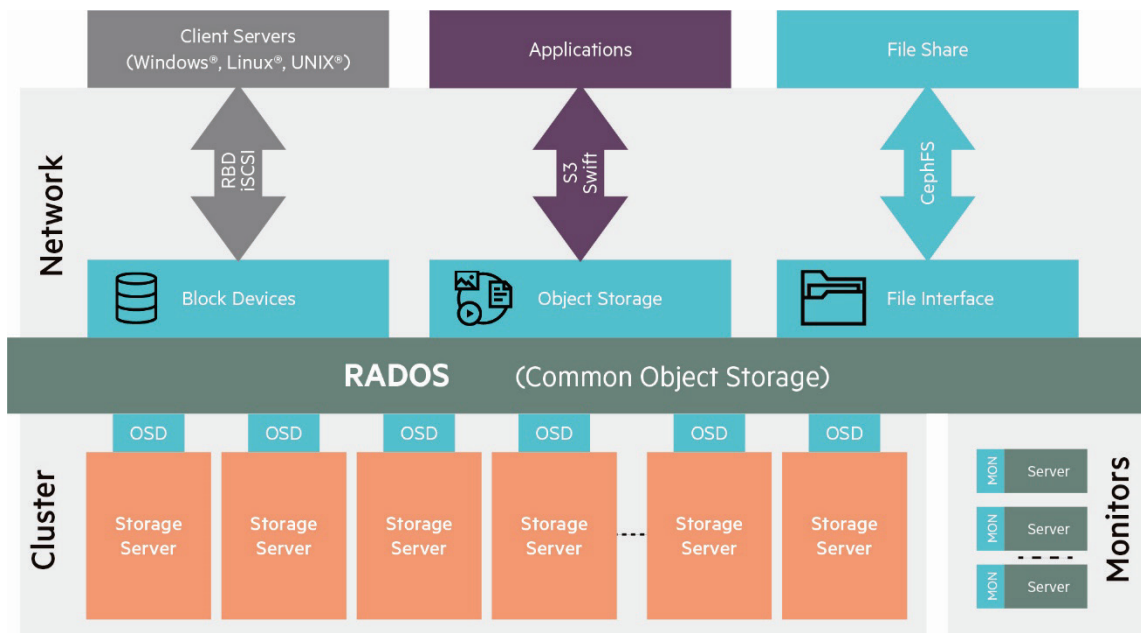 Client Servers
(Windows®, Linux®, UNIX®)
Applications
File Share
Network
RBD
iSCSI
S3
Swift
CephFS
Block Devices
Object Storage
File Interface
RADOS (Common Object Storage)
Cluster
OSD
OSD
OSD
OSD
OSD
OSD
Storage
Server
Storage
Server
Storage
Server
Storage
Server
Storage
Server
Storage
Server
MON Server
MON Server
MON Server
Monitors